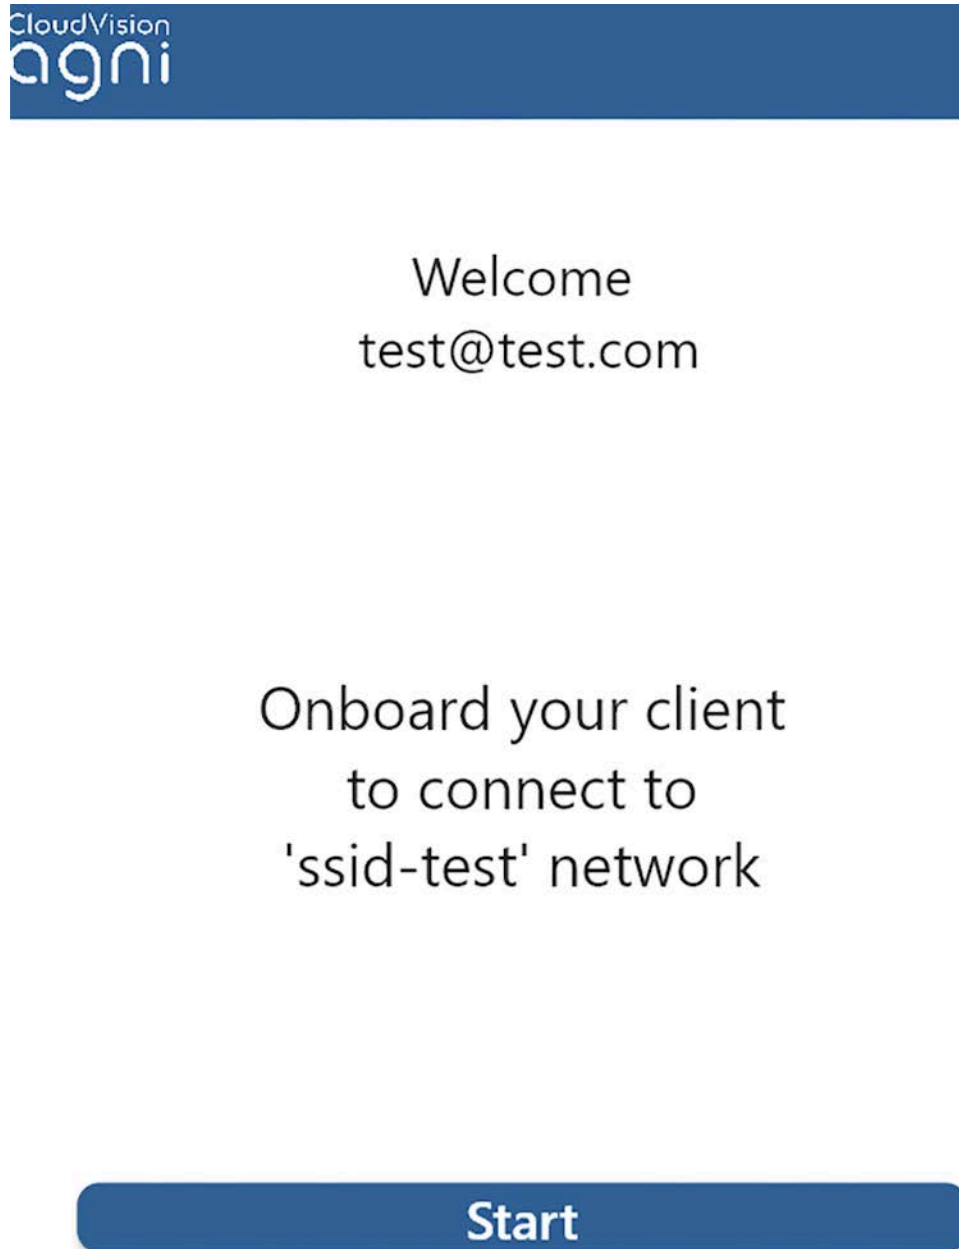 CloudVision
agni
Welcome
test@test.com
Onboard your client
to connect to
'ssid-test' network
Start